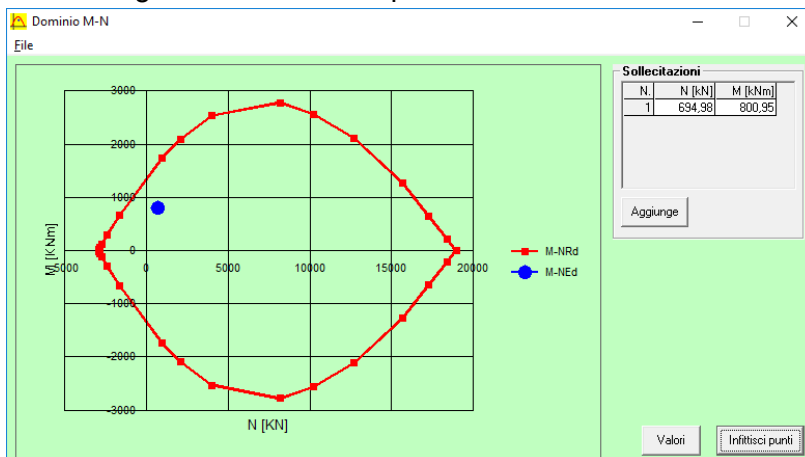 Dominio M-N
File
3000
2000
1000
0
-1000
-2000
-3000
M [KNm]
-5000 0 5000 10000 15000 20000
N [KN]
M-NRd
M-NEd
Sollecitazioni
N. N [kN] M [kNm]
1 694,98 800,95
Aggiunge
Valori Infittisci punti